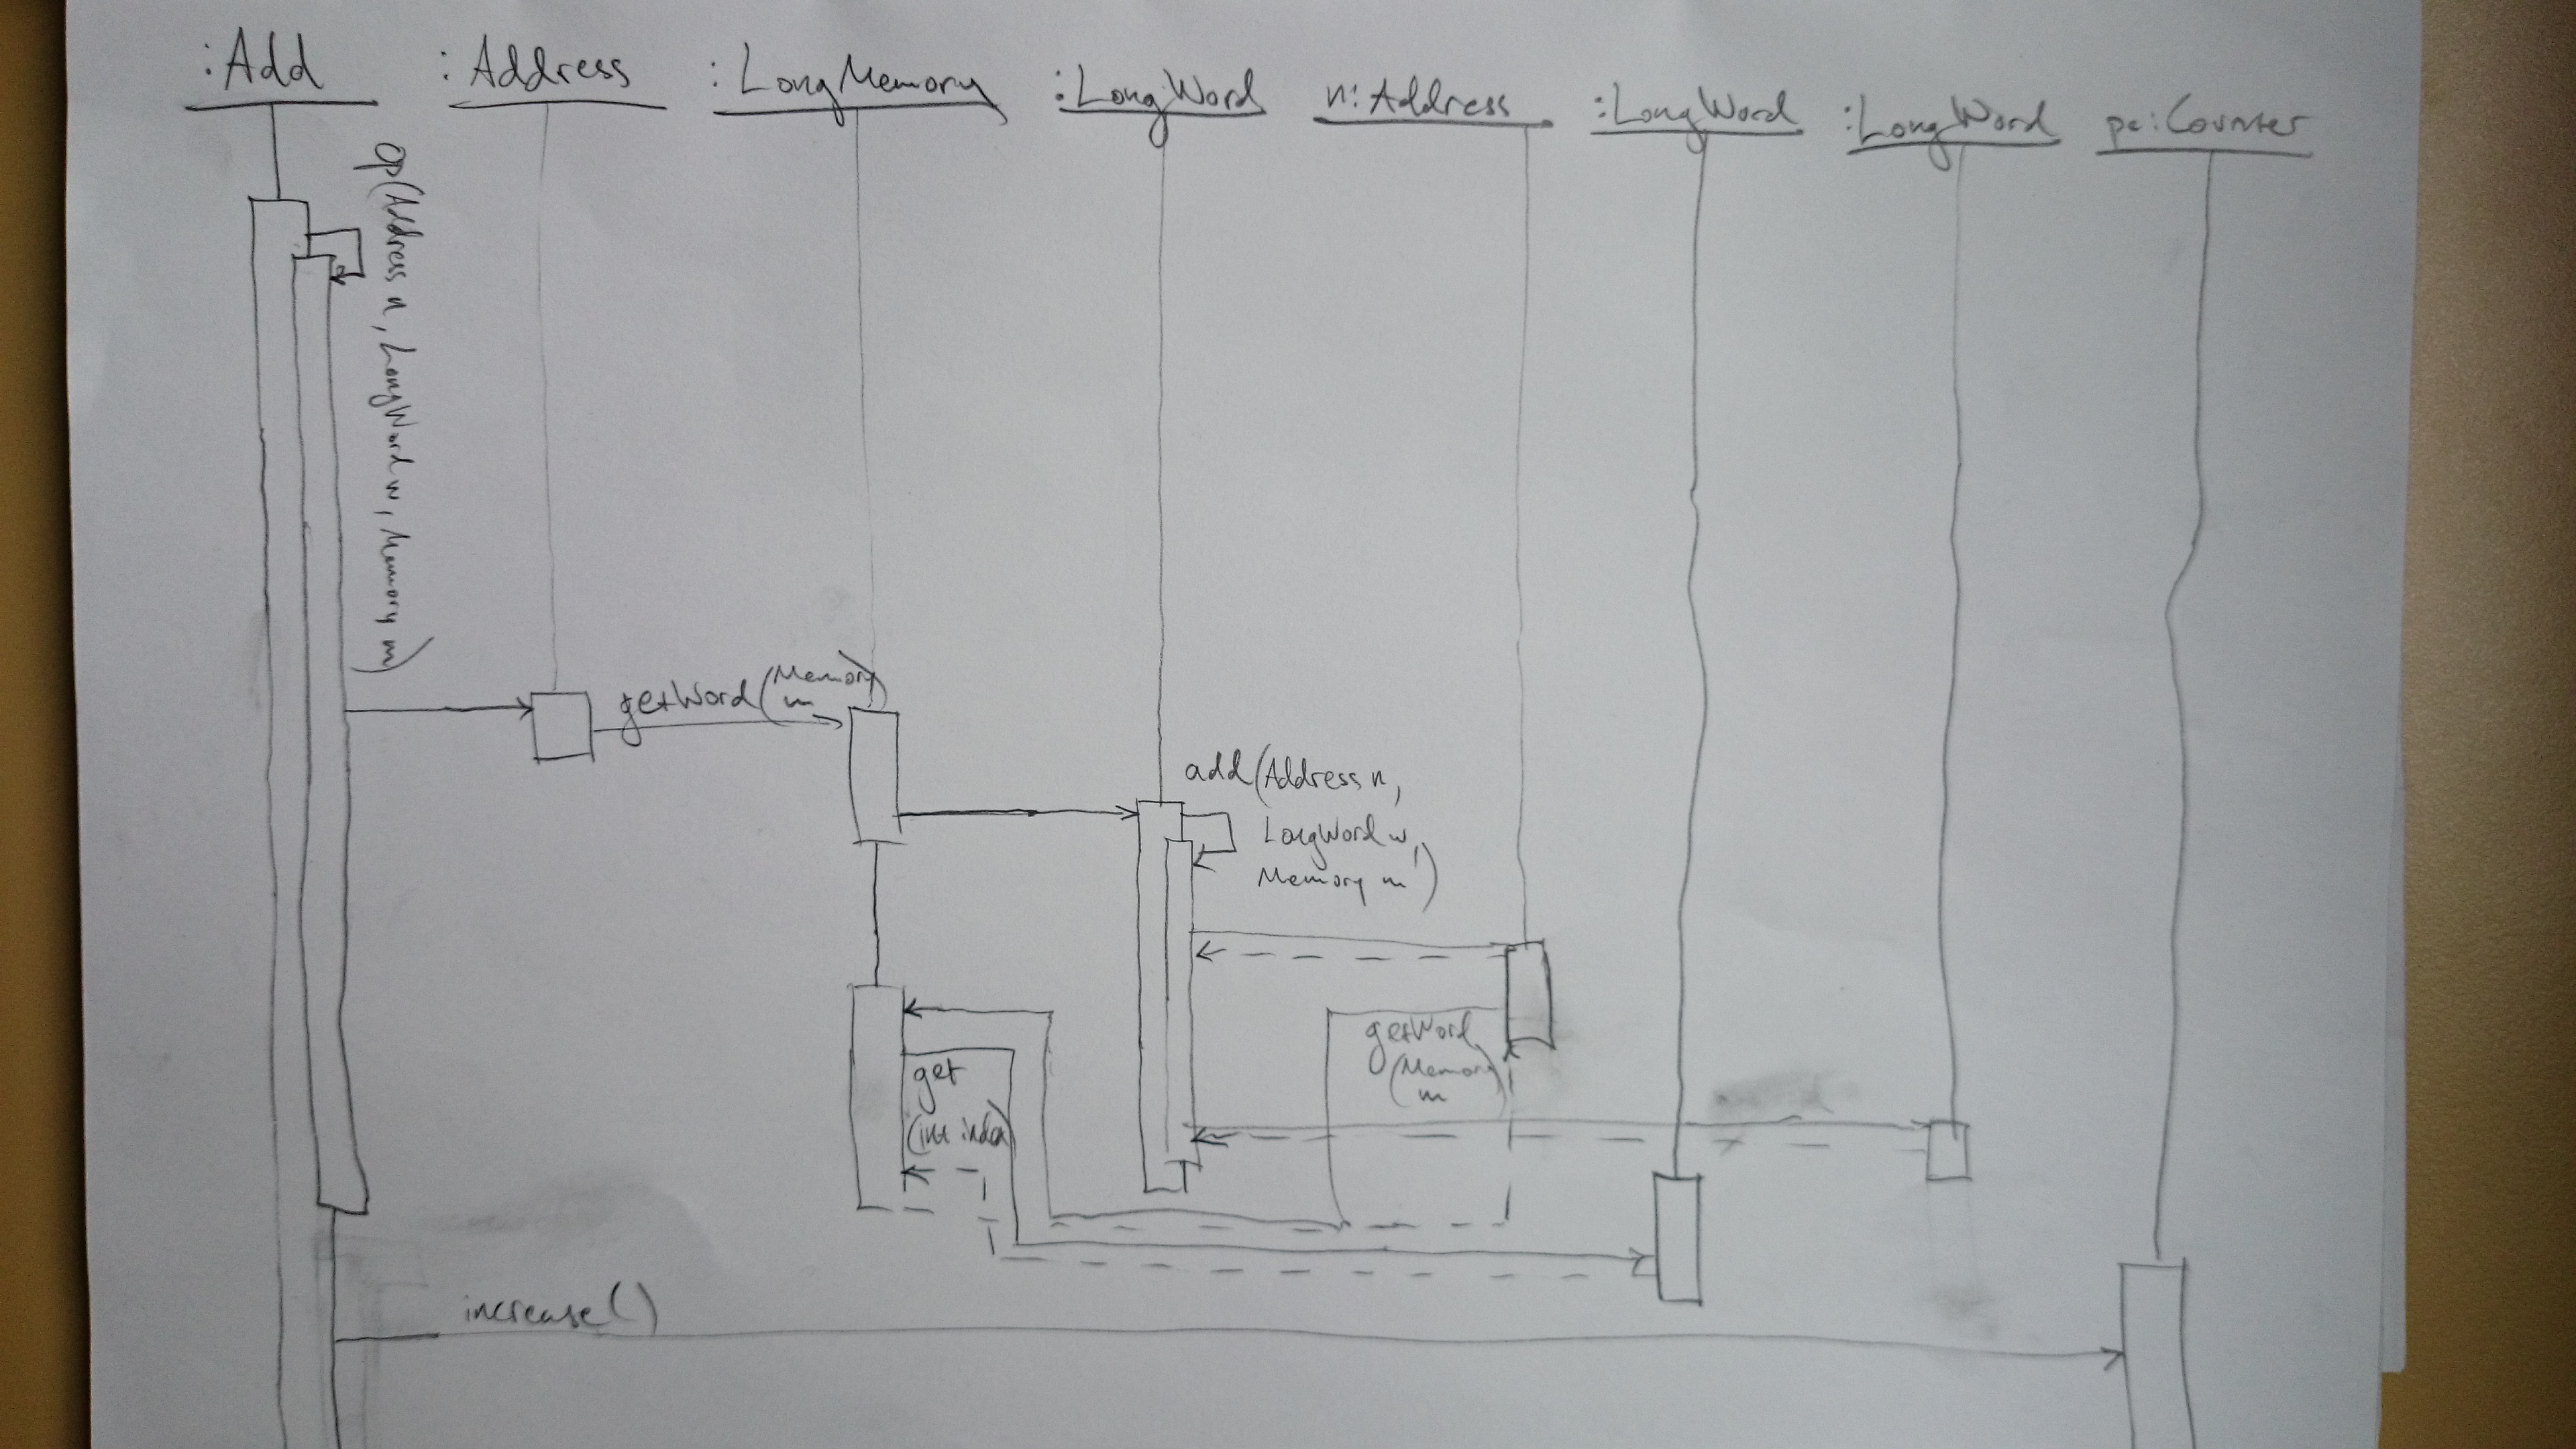 :Add
:Address
:LongMemory
:LongWord
n:Address
:LongWord
:LongWord
pc:Counter
op(Address n, LongWord w, Memory m)
getWord(Memory
m)
add(Address n,
LongWord w,
Memory m)
getWord
(Memory
m)
get
(int index)
increase()